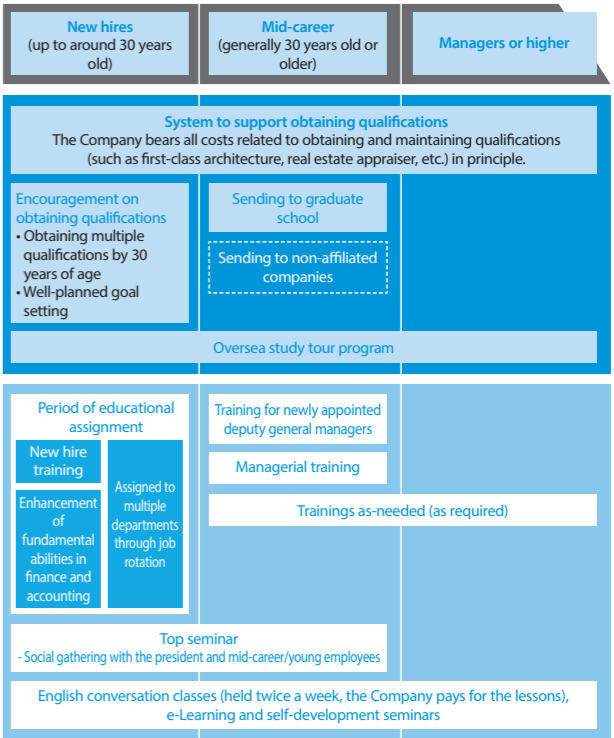 New hires
(up to around 30 years
old)
Mid-career
(generally 30 years old or
older)
Managers or higher
System to support obtaining qualifications
The Company bears all costs related to obtaining and maintaining qualifications
(such as first-class architecture, real estate appraiser, etc.) in principle.
Encouragement on
obtaining qualifications
• Obtaining multiple
qualifications by 30
years of age
• Well-planned goal
setting
Sending to graduate
school
Sending to non-affiliated
companies
Oversea study tour program
Period of educational
assignment
New hire
training
Enhancement
of
fundamental
abilities in
finance and
accounting
Assigned to
multiple
departments
through job
rotation
Training for newly appointed
deputy general managers
Managerial training
Trainings as-needed (as required)
Top seminar
- Social gathering with the president and mid-career/young employees
English conversation classes (held twice a week, the Company pays for the lessons),
e-Learning and self-development seminars